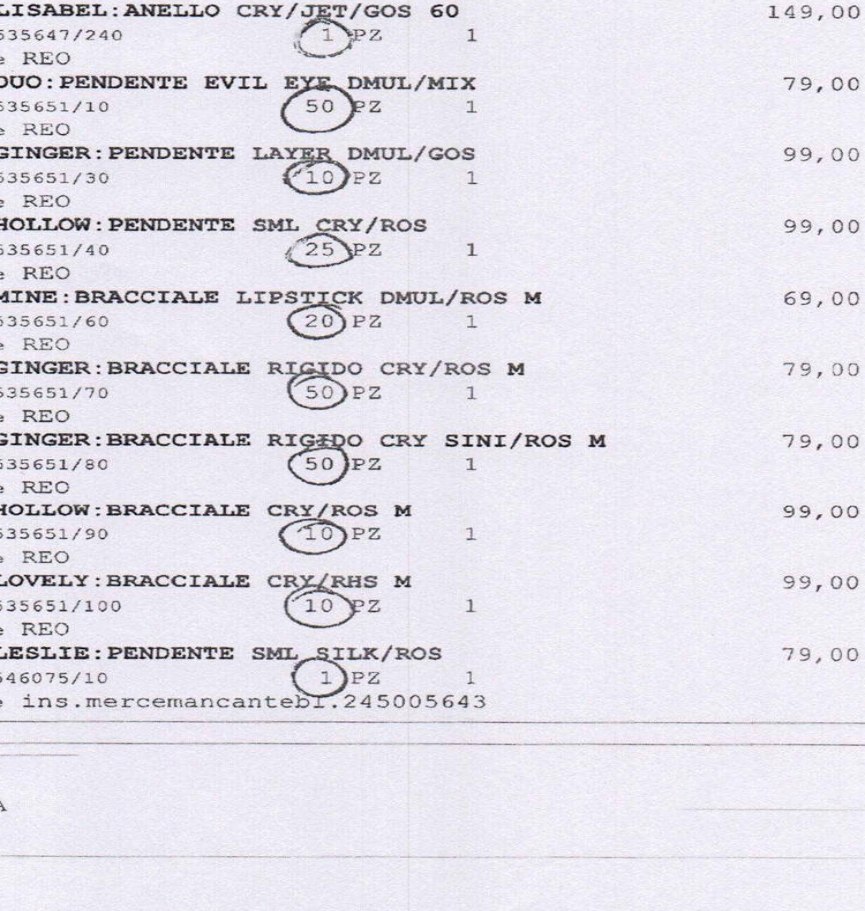 LISABEL:ANELLO CRY/JET/GOS 60 149,00
535647/240 1 PZ 1
e REO
DUO:PENDENTE EVIL EYE DMUL/MIX 79,00
535651/10 50 PZ 1
e REO
GINGER:PENDENTE LAYER DMUL/GOS 99,00
535651/30 10 PZ 1
e REO
HOLLOW:PENDENTE SML CRY/ROS 99,00
535651/40 25 PZ 1
e REO
MINE:BRACCIALE LIPSTICK DMUL/ROS M 69,00
535651/60 20 PZ 1
e REO
GINGER:BRACCIALE RIGIDO CRY/ROS M 79,00
535651/70 50 PZ 1
e REO
GINGER:BRACCIALE RIGIDO CRY SINI/ROS M 79,00
535651/80 50 PZ 1
e REO
HOLLOW:BRACCIALE CRY/ROS M 99,00
535651/90 10 PZ 1
e REO
LOVELY:BRACCIALE CRY/RHS M 99,00
535651/100 10 PZ 1
e REO
LESLIE:PENDENTE SML SILK/ROS 79,00
546075/10 1 PZ 1
e ins.mercemancantebl.245005643
A